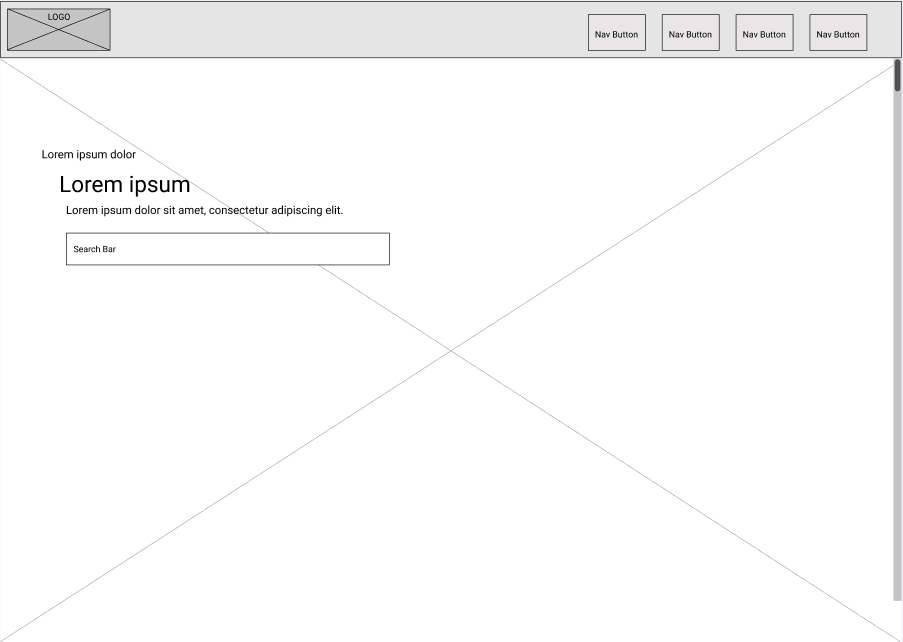 LOGO
Nav Button Nav Button Nav Button Nav Button
Lorem ipsum dolor
Lorem ipsum
Lorem ipsum dolor sit amet, consectetur adipiscing elit.
Search Bar